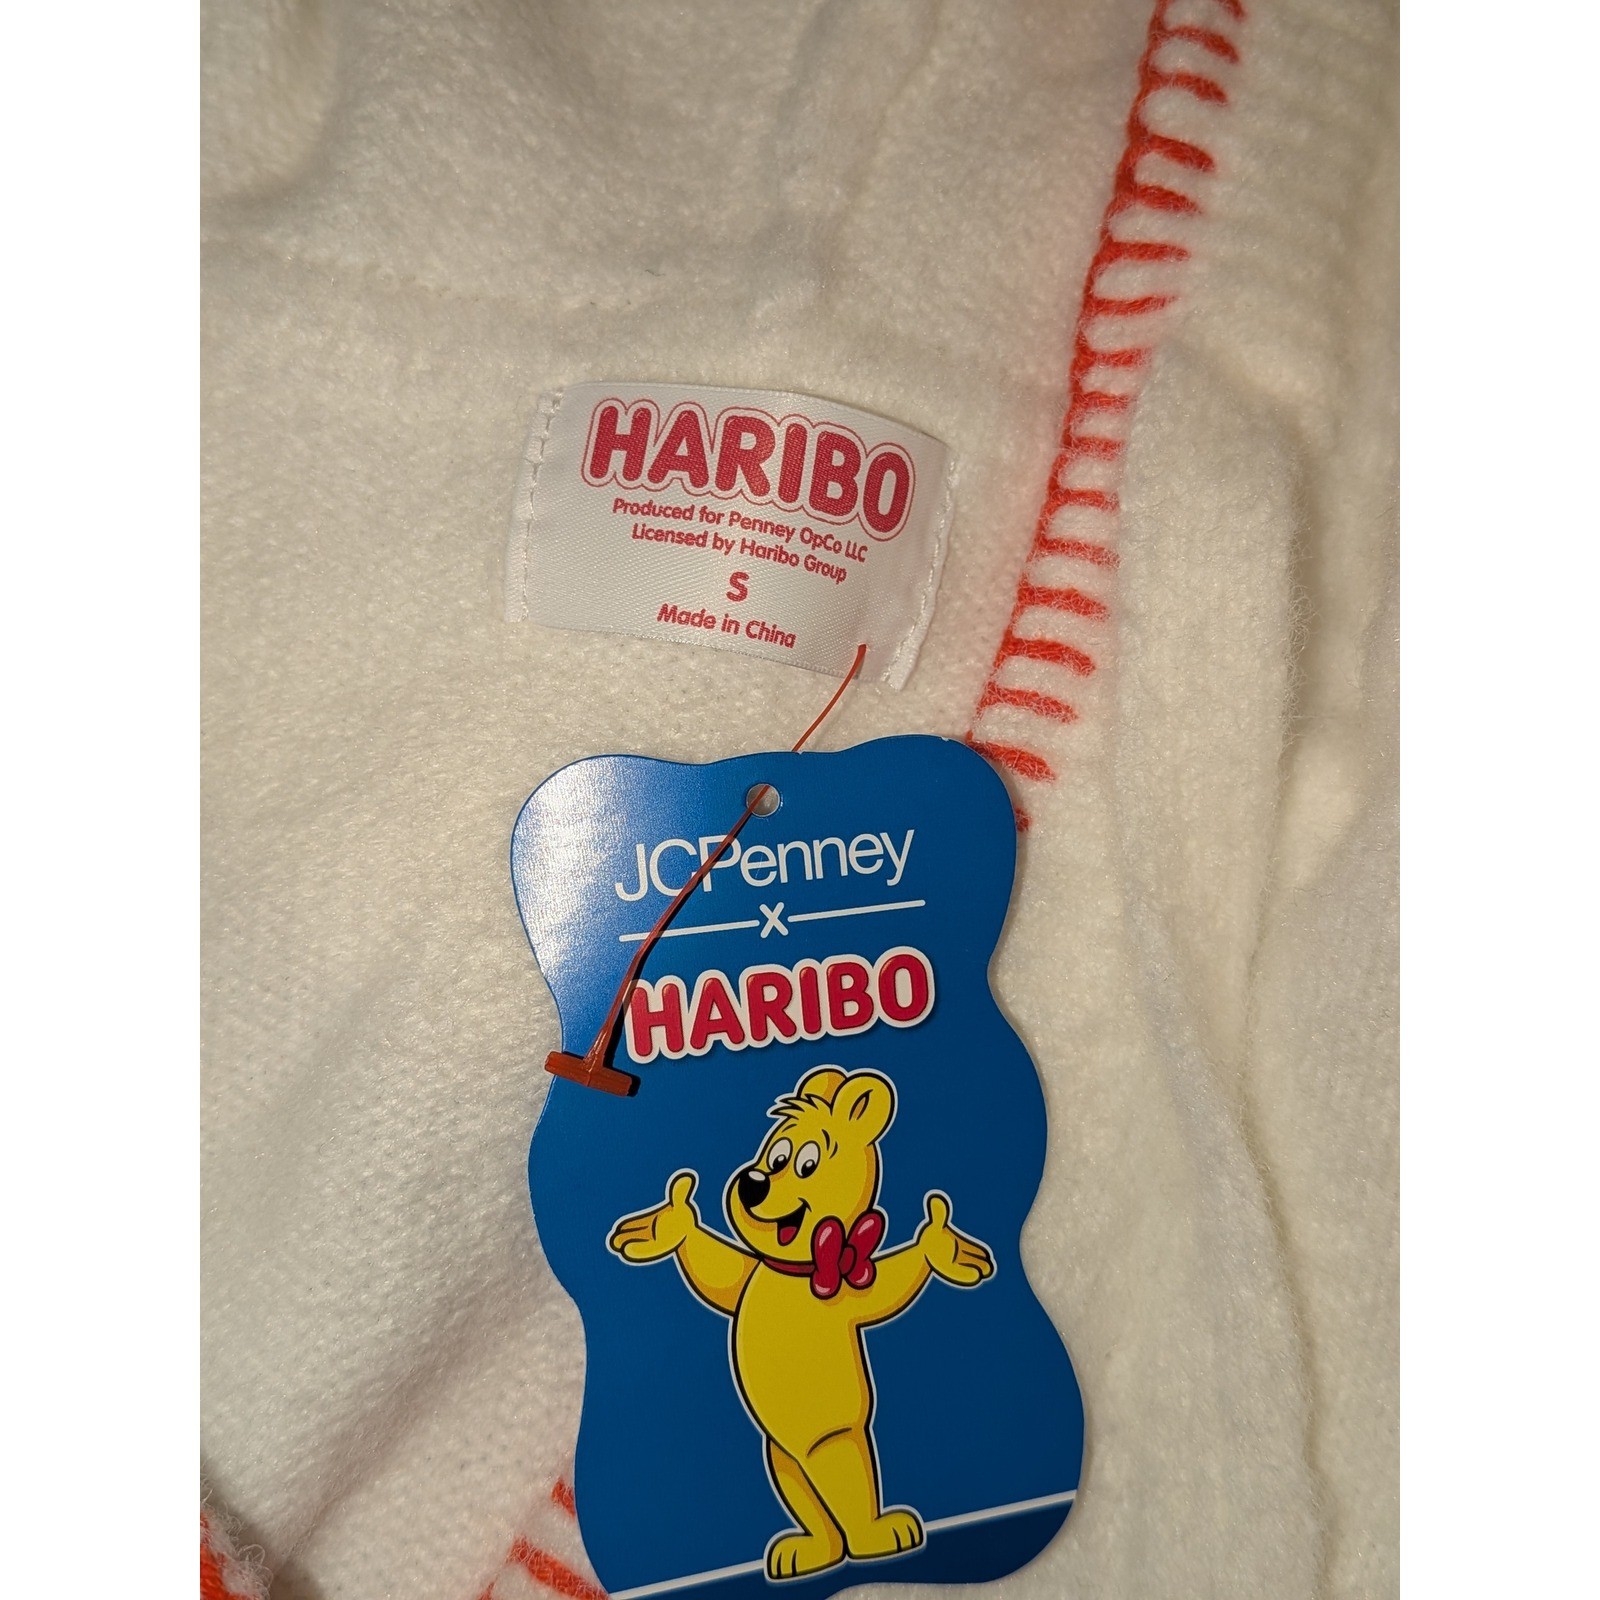 HARIBO
Produced for Penney OpCo LLC
Licensed by Haribo Group
S
Made in China
JCPenney
X
HARIBO